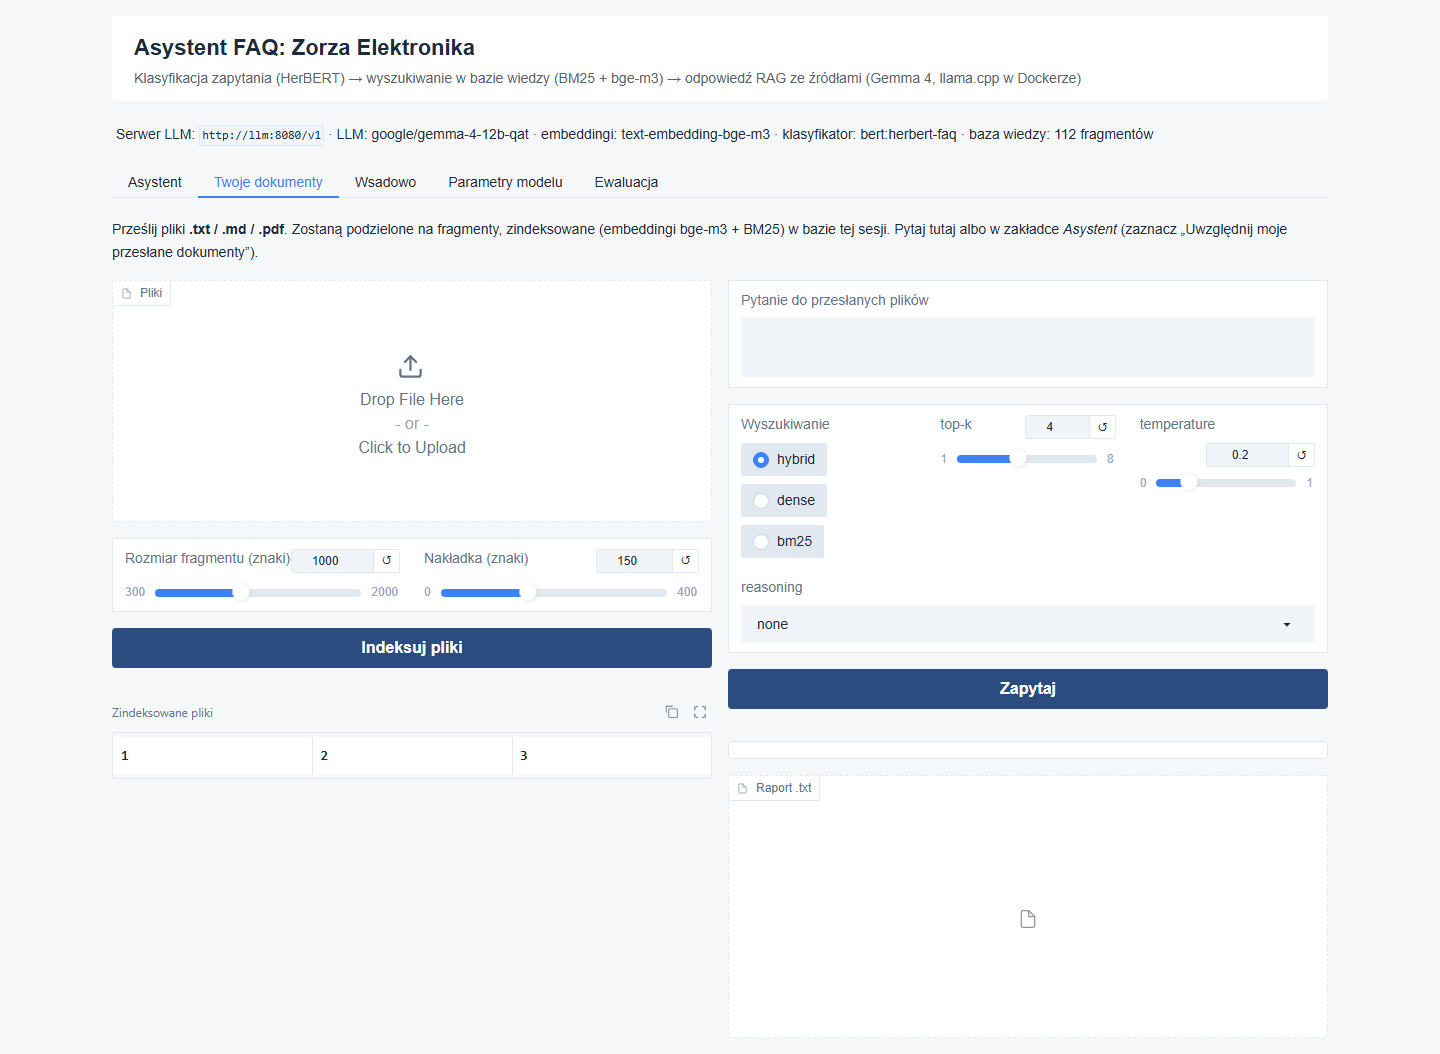 Asystent FAQ: Zorza Elektronika
Klasyfikacja zapytania (HerBERT) → wyszukiwanie w bazie wiedzy (BM25 + bge-m3) → odpowiedź RAG ze źródłami (Gemma 4, llama.cpp w Dockerze)
Serwer LLM: http://llm:8080/v1 · LLM: google/gemma-4-12b-qat · embeddingi: text-embedding-bge-m3 · klasyfikator: bert:herbert-faq · baza wiedzy: 112 fragmentów
Asystent Twoje dokumenty Wsadowo Parametry modelu Ewaluacja
Prześlij pliki .txt / .md / .pdf. Zostaną podzielone na fragmenty, zindeksowane (embeddingi bge-m3 + BM25) w bazie tej sesji. Pytaj tutaj albo w zakładce Asystent (zaznacz „Uwzględnij moje
przesłane dokumenty”).
Pliki
Drop File Here
- or -
Click to Upload
Rozmiar fragmentu (znaki) 1000 ↺
300 2000
Nakładka (znaki) 150 ↺
0 400
Indeksuj pliki
Zindeksowane pliki
1 2 3
Pytanie do przesłanych plików
Wyszukiwanie
hybrid
dense
bm25
top-k 4 ↺
1 8
temperature
0.2 ↺
0 1
reasoning
none
Zapytaj
Raport .txt